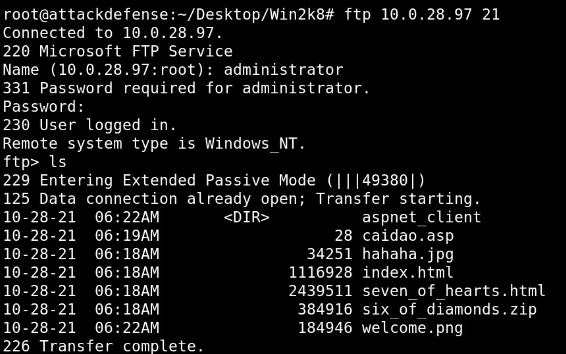 root@attackdefense:~/Desktop/Win2k8# ftp 10.0.28.97 21
Connected to 10.0.28.97.
220 Microsoft FTP Service
Name (10.0.28.97:root): administrator
331 Password required for administrator.
Password:
230 User logged in.
Remote system type is Windows_NT.
ftp> ls
229 Entering Extended Passive Mode (|||49380|)
125 Data connection already open; Transfer starting.
10-28-21  06:22AM       <DIR>          aspnet_client
10-28-21  06:19AM                   28 caidao.asp
10-28-21  06:18AM                34251 hahaha.jpg
10-28-21  06:18AM              1116928 index.html
10-28-21  06:18AM              2439511 seven_of_hearts.html
10-28-21  06:18AM               384916 six_of_diamonds.zip
10-28-21  06:22AM               184946 welcome.png
226 Transfer complete.